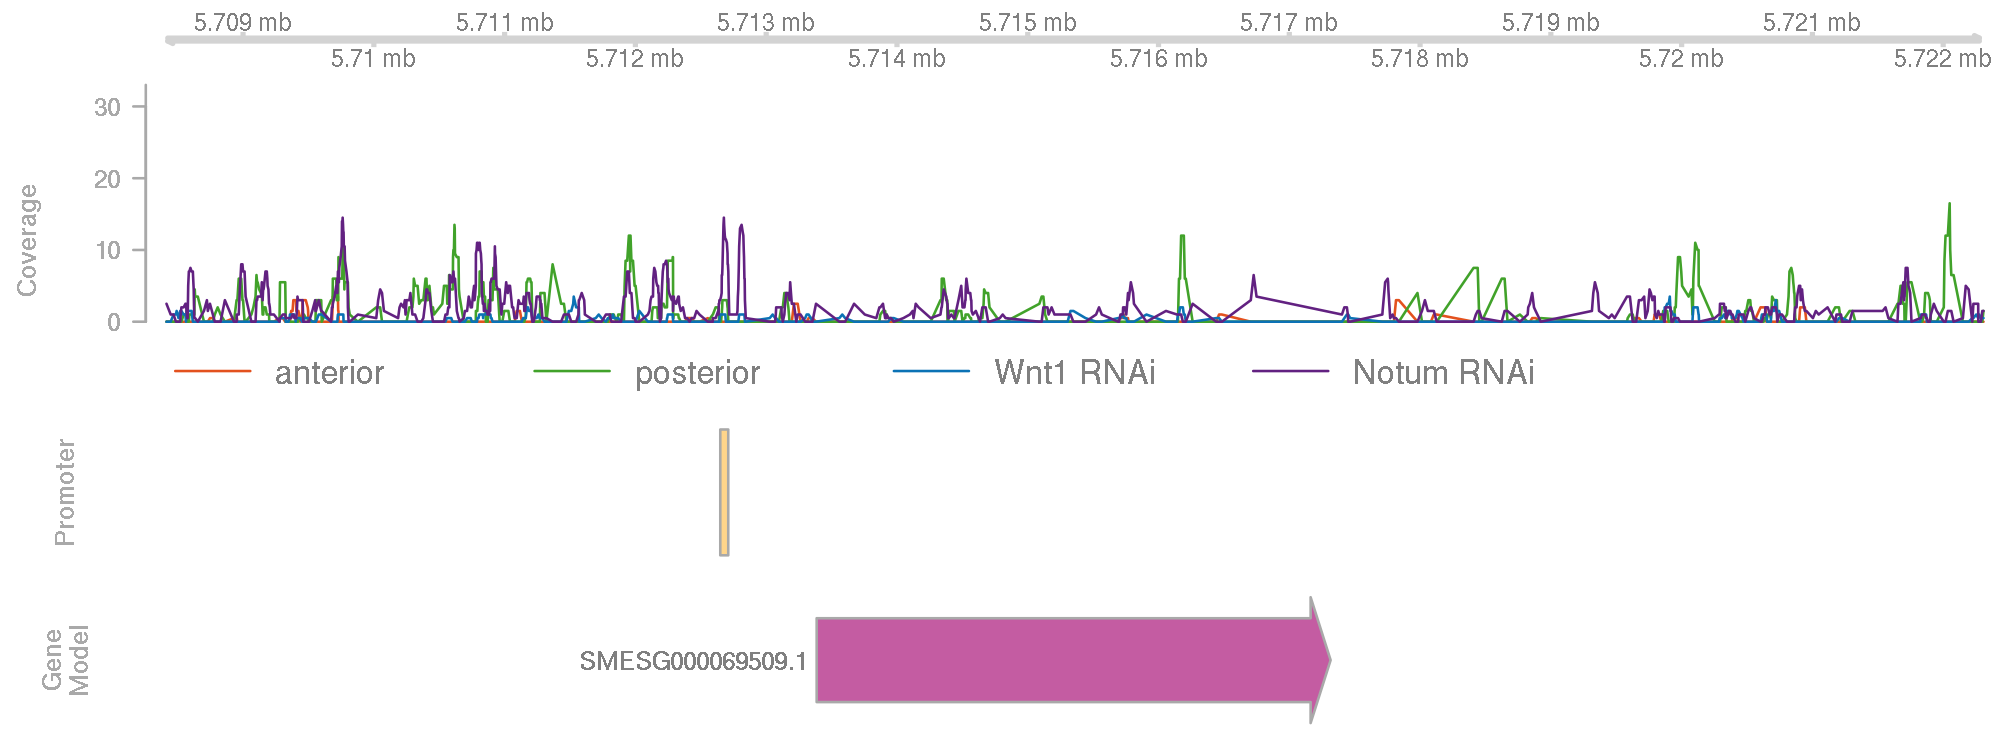 5.709 mb 5.711 mb 5.713 mb 5.715 mb 5.717 mb 5.719 mb 5.721 mb
5.71 mb 5.712 mb 5.714 mb 5.716 mb 5.718 mb 5.72 mb 5.722 mb
Coverage
30
20
10
0
anterior posterior Wnt1 RNAi Notum RNAi
Promoter
Gene
Model
SMESG000069509.1